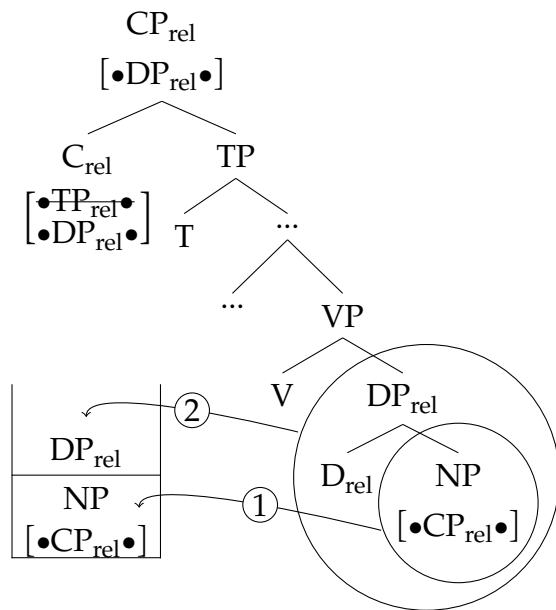 CP_rel
[•DP_rel•]
C_rel TP
[•TP_rel• •DP_rel•] T ...
... VP
V DP_rel
② 
DP_rel
D_rel NP
NP ① [•CP_rel•]
[•CP_rel•]